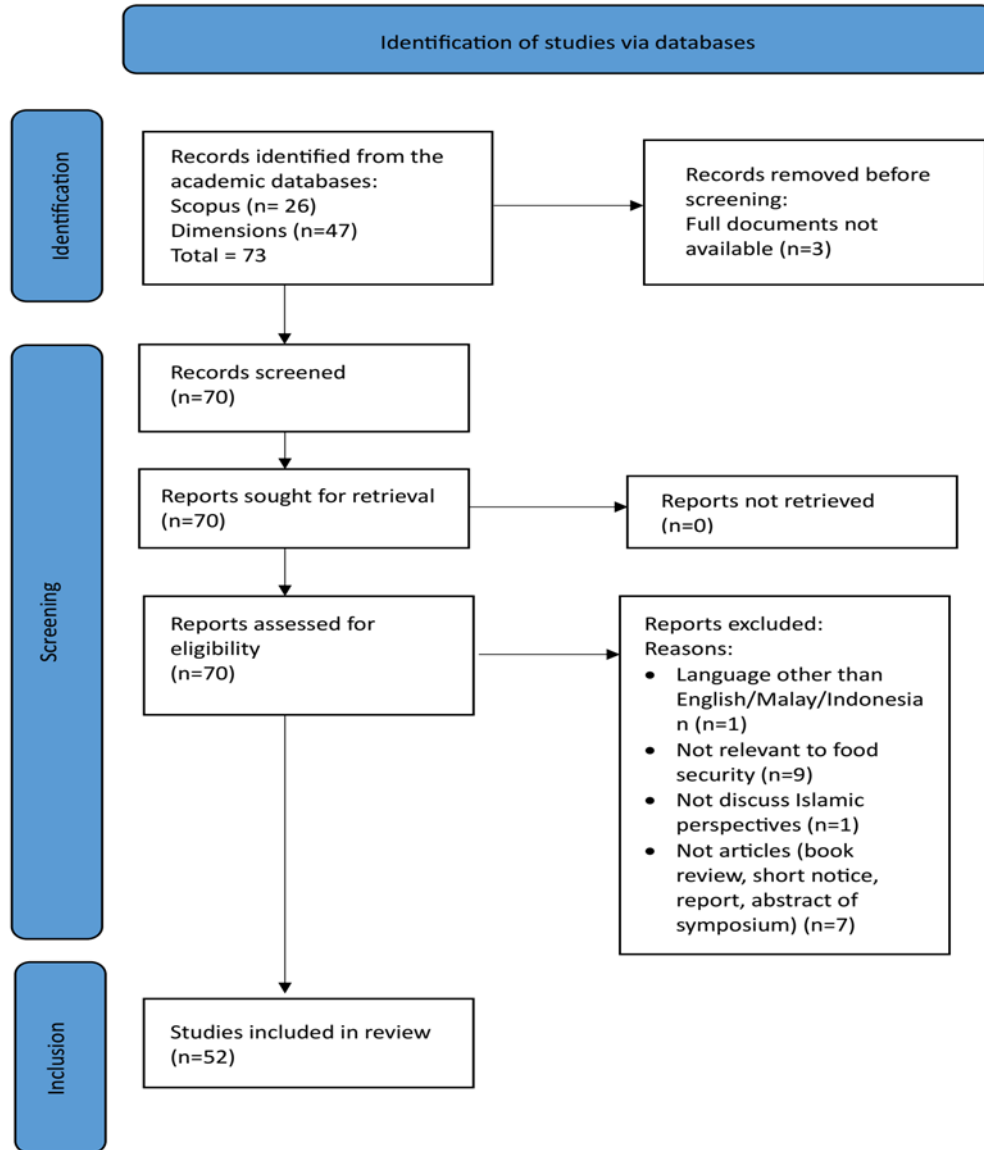 Identification of studies via databases
Identification
Records identified from the
academic databases:
Scopus (n= 26)
Dimensions (n=47)
Total = 73
Records removed before
screening:
Full documents not
available (n=3)
Screening
Records screened
(n=70)
Reports sought for retrieval
(n=70)
Reports not retrieved
(n=0)
Reports assessed for
eligibility
(n=70)
Reports excluded:
Reasons:
• Language other than
English/Malay/Indonesia
n (n=1)
• Not relevant to food
security (n=9)
• Not discuss Islamic
perspectives (n=1)
• Not articles (book
review, short notice,
report, abstract of
symposium) (n=7)
Inclusion
Studies included in review
(n=52)